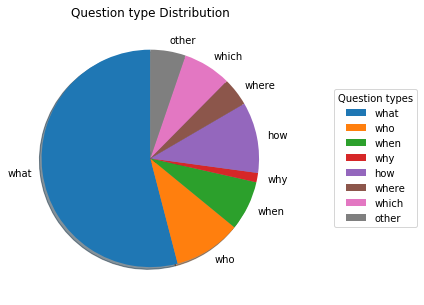 Question type Distribution
other
which
where
how
why
when
who
what
Question types
what
who
when
why
how
where
which
other